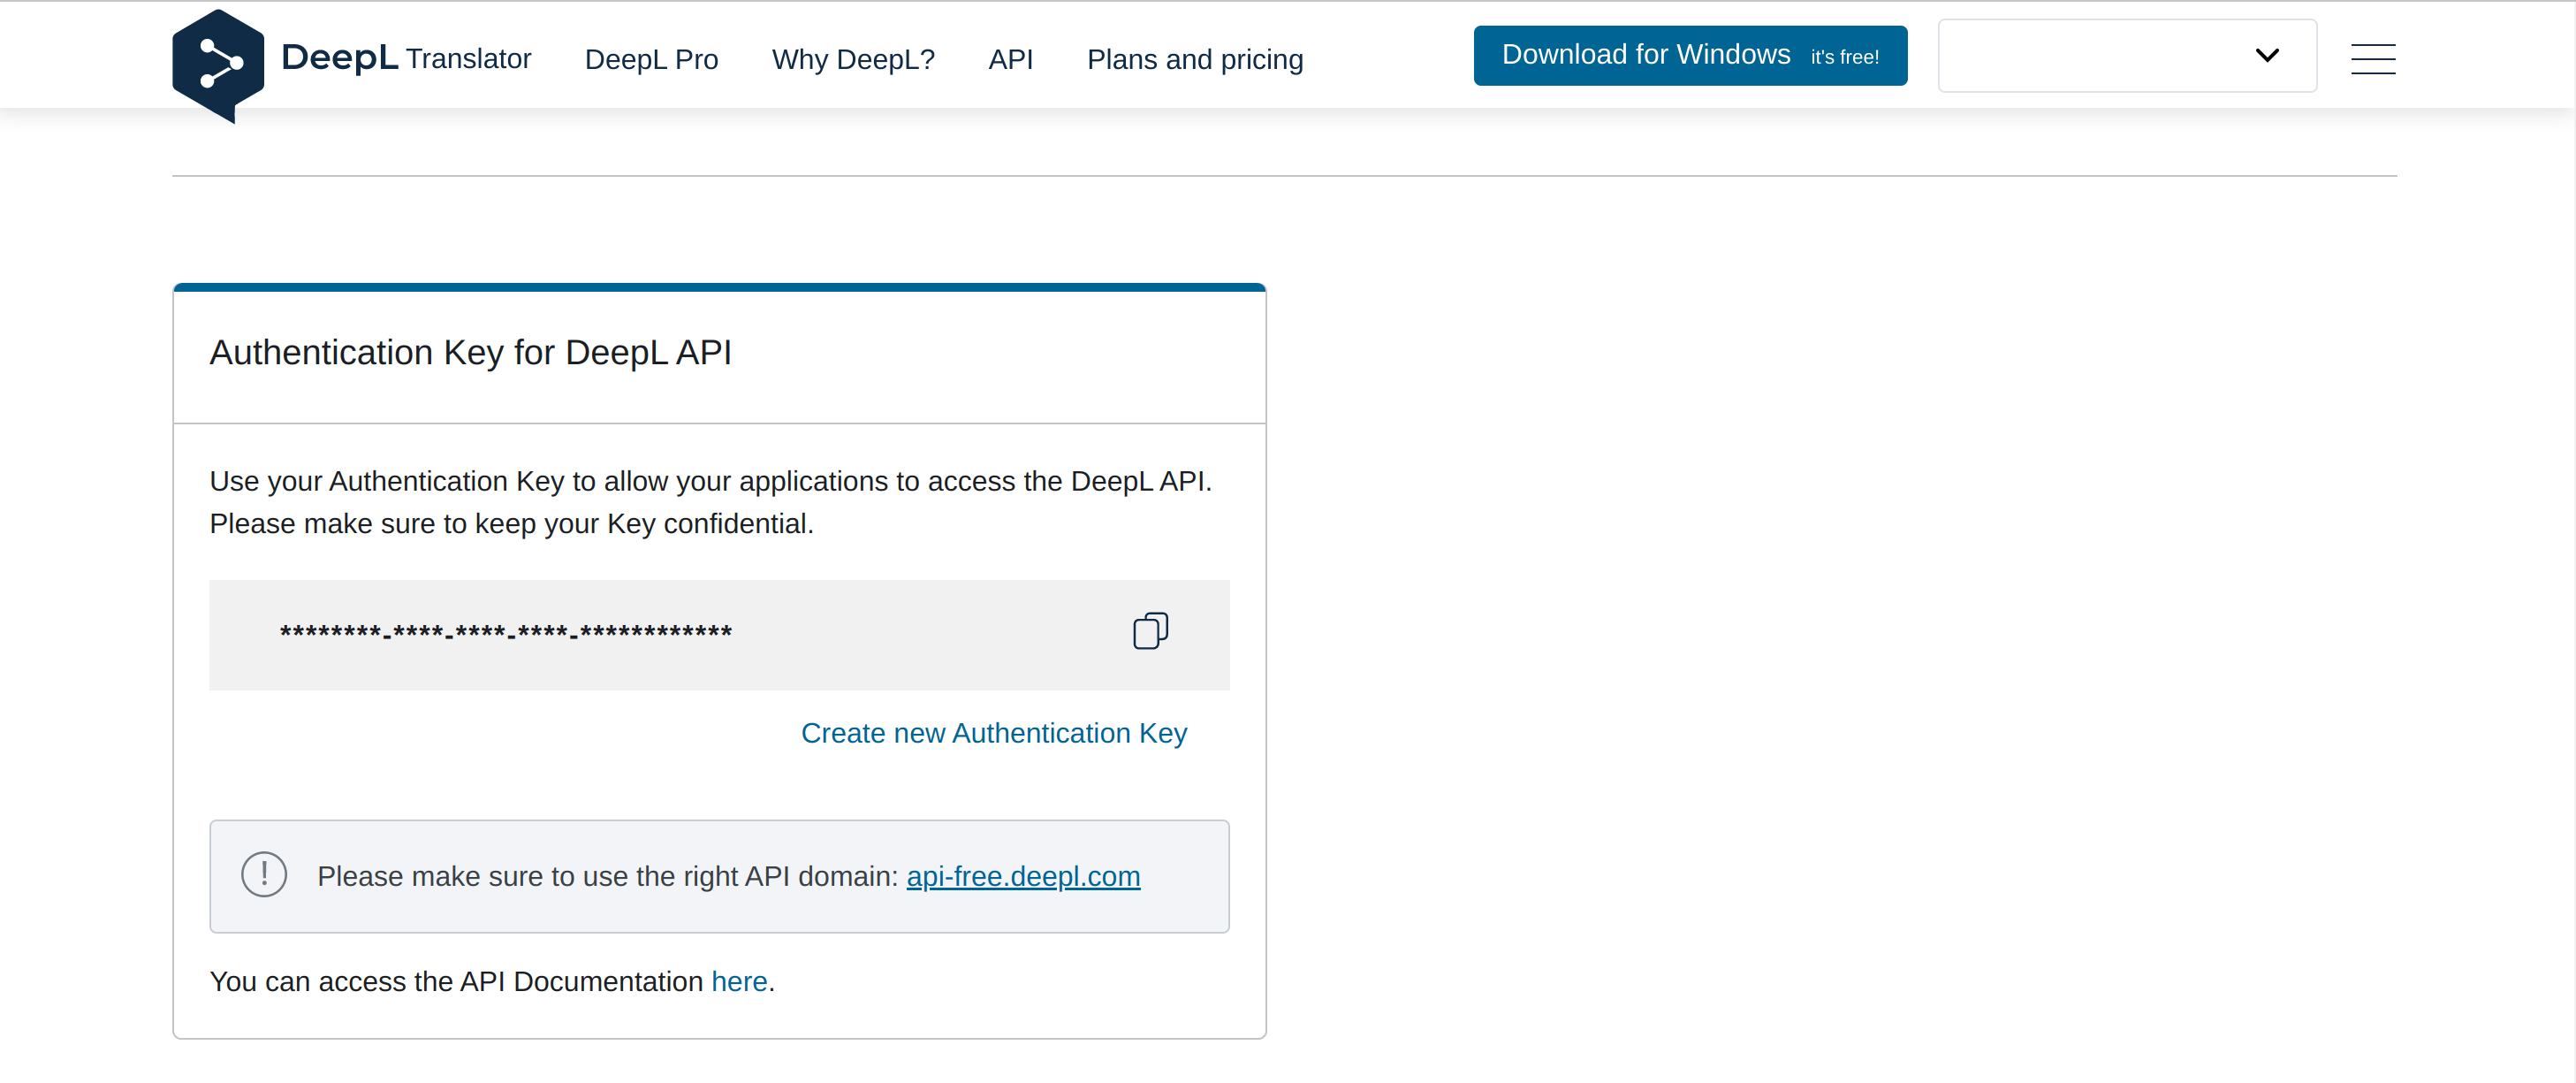 DeepL Translator DeepL Pro Why DeepL? API Plans and pricing Download for Windows it's free!
Authentication Key for DeepL API
Use your Authentication Key to allow your applications to access the DeepL API.
Please make sure to keep your Key confidential.
********-****-****-****-************
Create new Authentication Key
Please make sure to use the right API domain: api-free.deepl.com
You can access the API Documentation here.